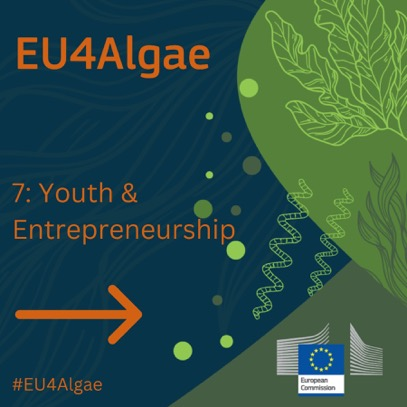 EU4Algae
7: Youth &
Entrepreneurship
#EU4Algae
European
Commission